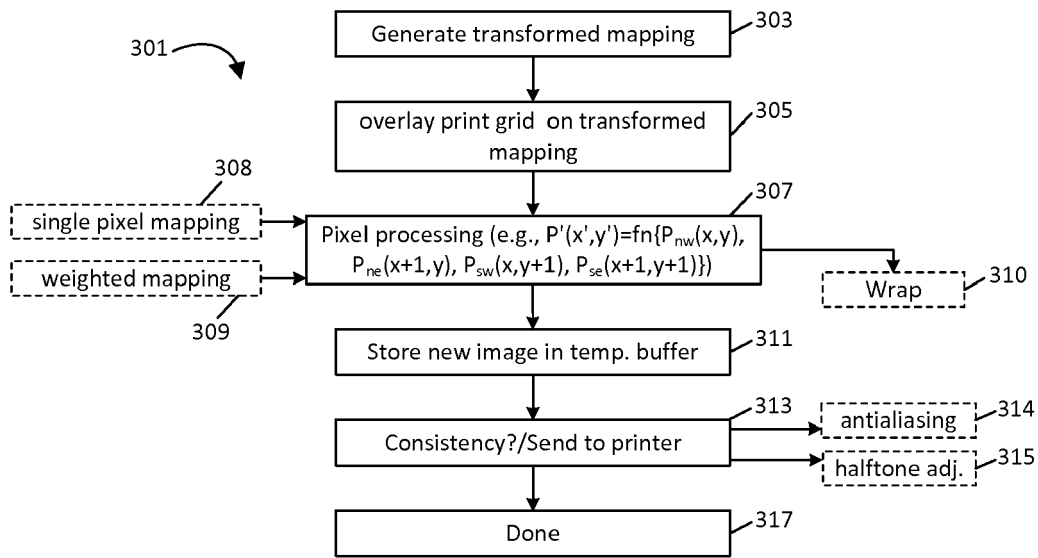 303
Generate transformed mapping
301
305
overlay print grid on transformed
mapping
308
307
single pixel mapping
Pixel processing (e.g., P'(x',y')=fn{Pnw(x,y),
Pne(x+1,y), Psw(x,y+1), Pse(x+1,y+1)})
weighted mapping
309
Wrap
310
Store new image in temp. buffer
311
313
Consistency?/Send to printer
antialiasing
314
halftone adj.
315
Done
317